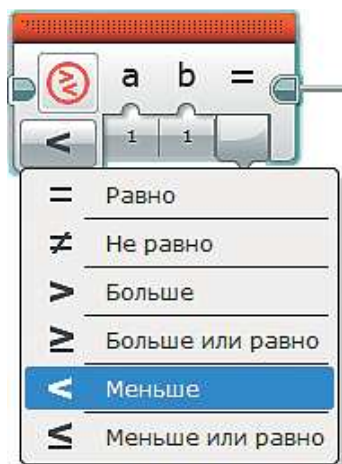 a b =
< 1 1
= Равно
≠ Не равно
> Больше
≥ Больше или равно
< Меньше
≤ Меньше или равно